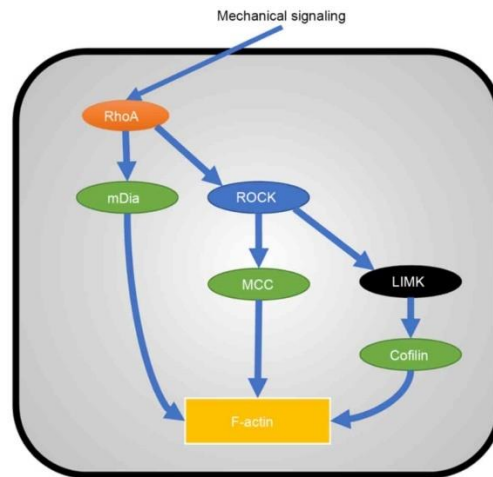 Mechanical signaling
RhoA
mDia
ROCK
MCC
LIMK
Cofilin
F-actin